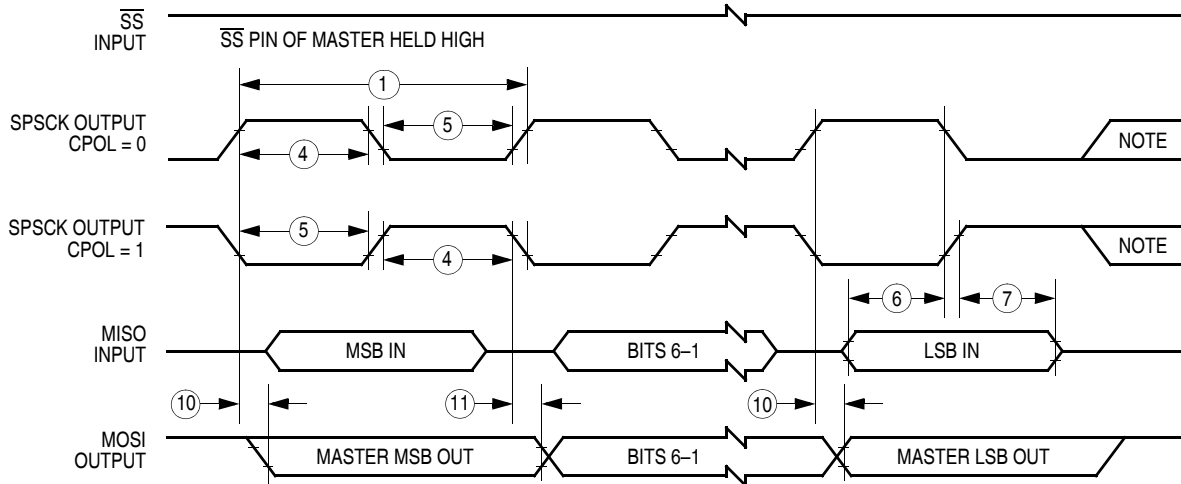 SS
INPUT
SS PIN OF MASTER HELD HIGH
1
SPSCK OUTPUT
CPOL = 0
5
4
NOTE
SPSCK OUTPUT
CPOL = 1
5
4
NOTE
6
7
MISO
INPUT
MSB IN
BITS 6–1
LSB IN
10
11
10
MOSI
OUTPUT
MASTER MSB OUT
BITS 6–1
MASTER LSB OUT